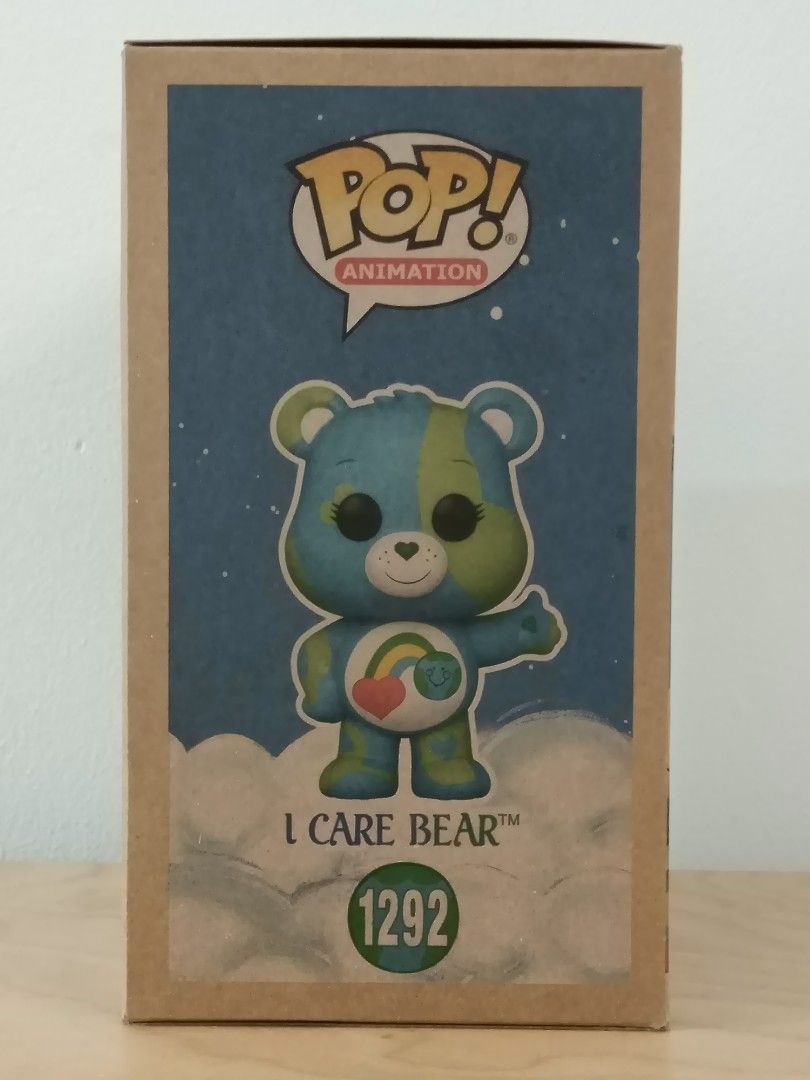 POP!®
ANIMATION
I CARE BEAR™
1292